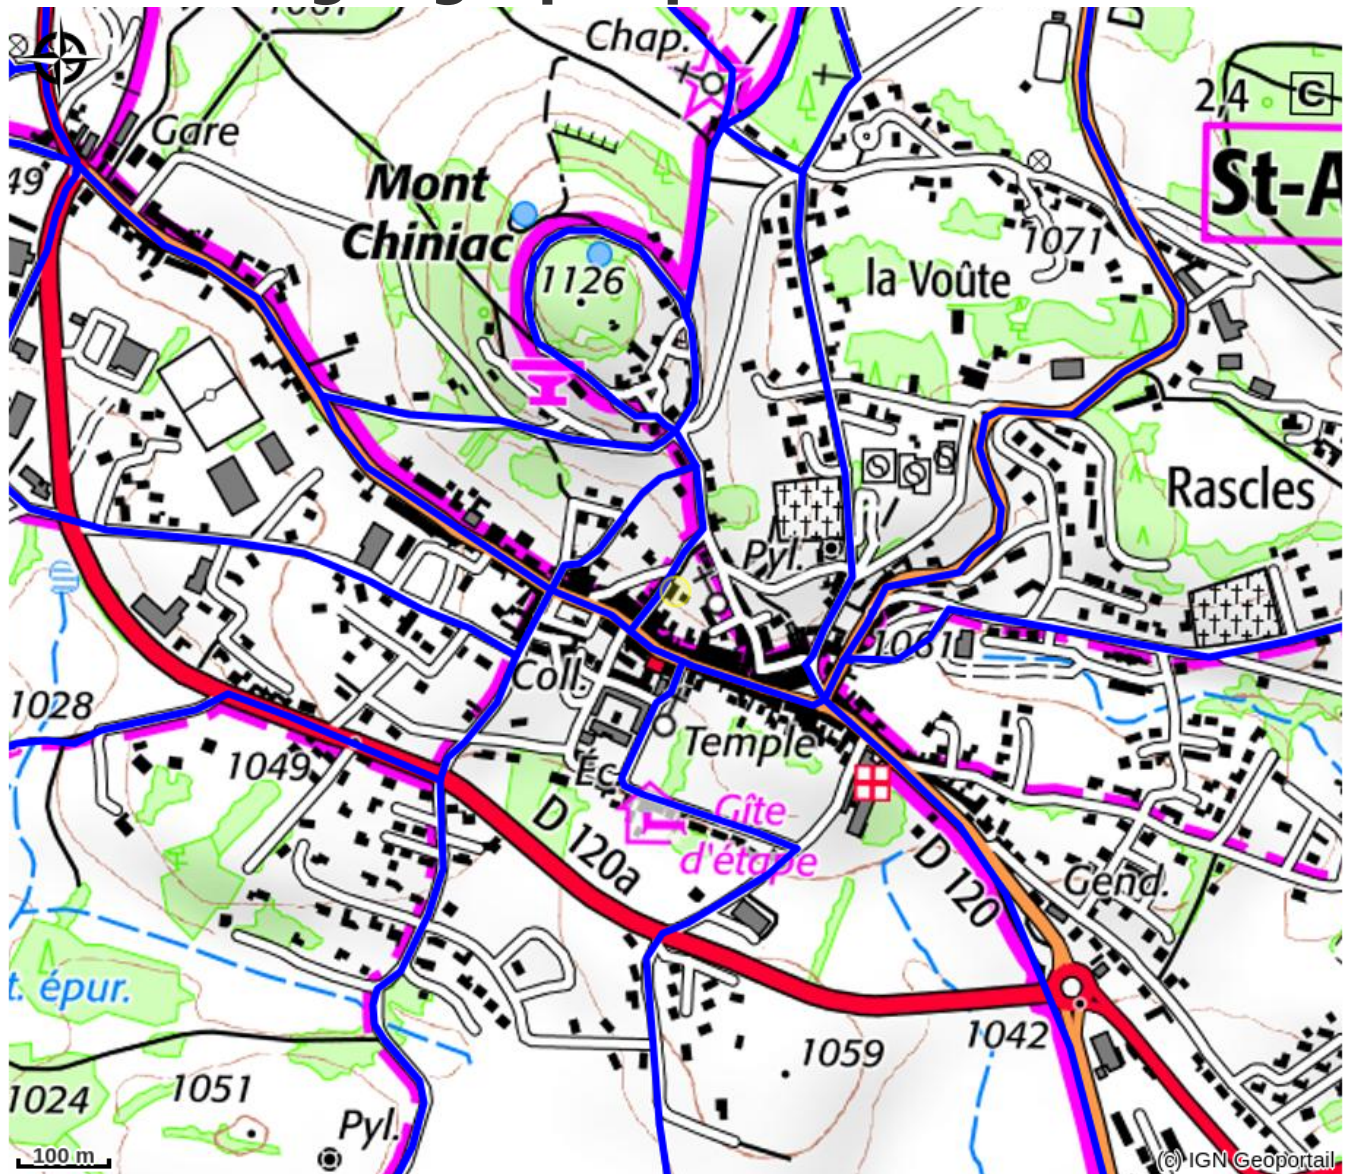 Chap.
Gare
2,4
C
49
Mont
Chiniac
St-A
1071
1126
la Voûte
Rascles
Pyl.
1061
Coll.
1028
Temple
1049
Éc.
Gîte
d'étape
D 120a
D 120
Gend.
t. épur.
1042
1059
1051
1024
Pyl.
100 m
(c) IGN Geoportail